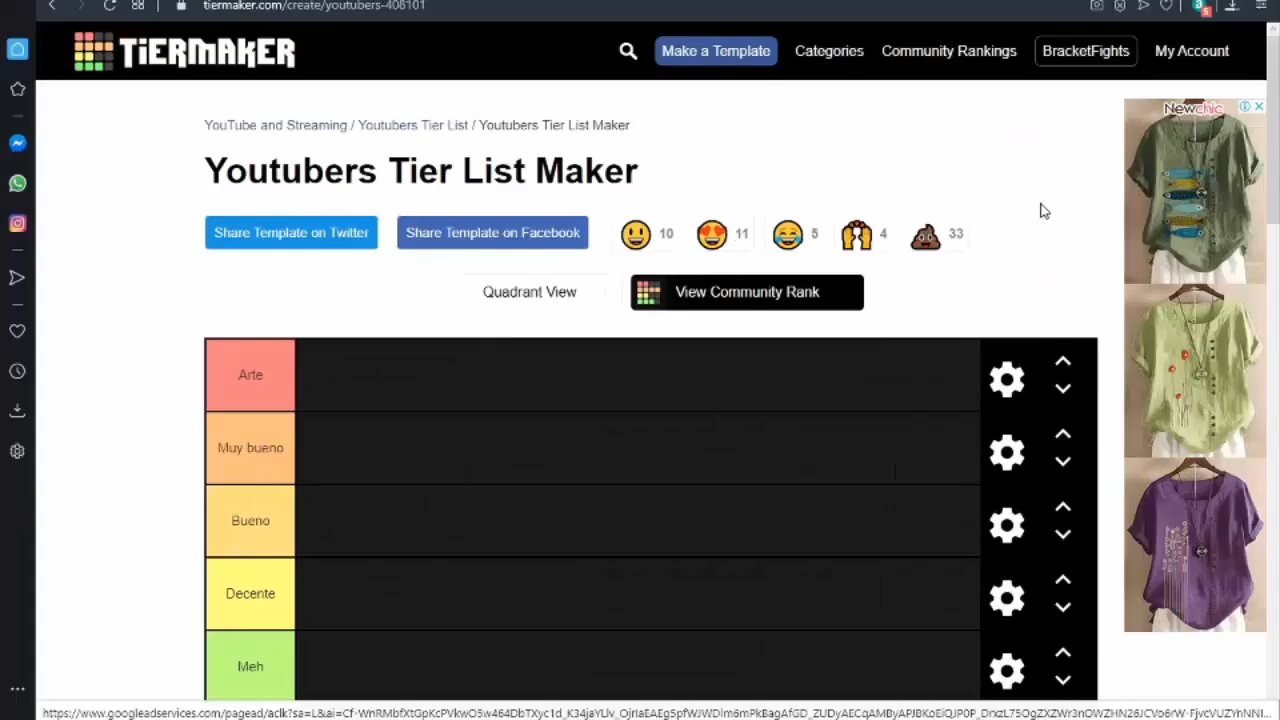 tiermaker.com/create/youtubers-408101
TiERMAKER
Make a Template
Categories
Community Rankings
BracketFights
My Account
YouTube and Streaming / Youtubers Tier List / Youtubers Tier List Maker
Youtubers Tier List Maker
Share Template on Twitter
Share Template on Facebook
10
11
5
4
33
Newchic
Quadrant View
View Community Rank
Arte
Muy bueno
Bueno
Decente
Meh